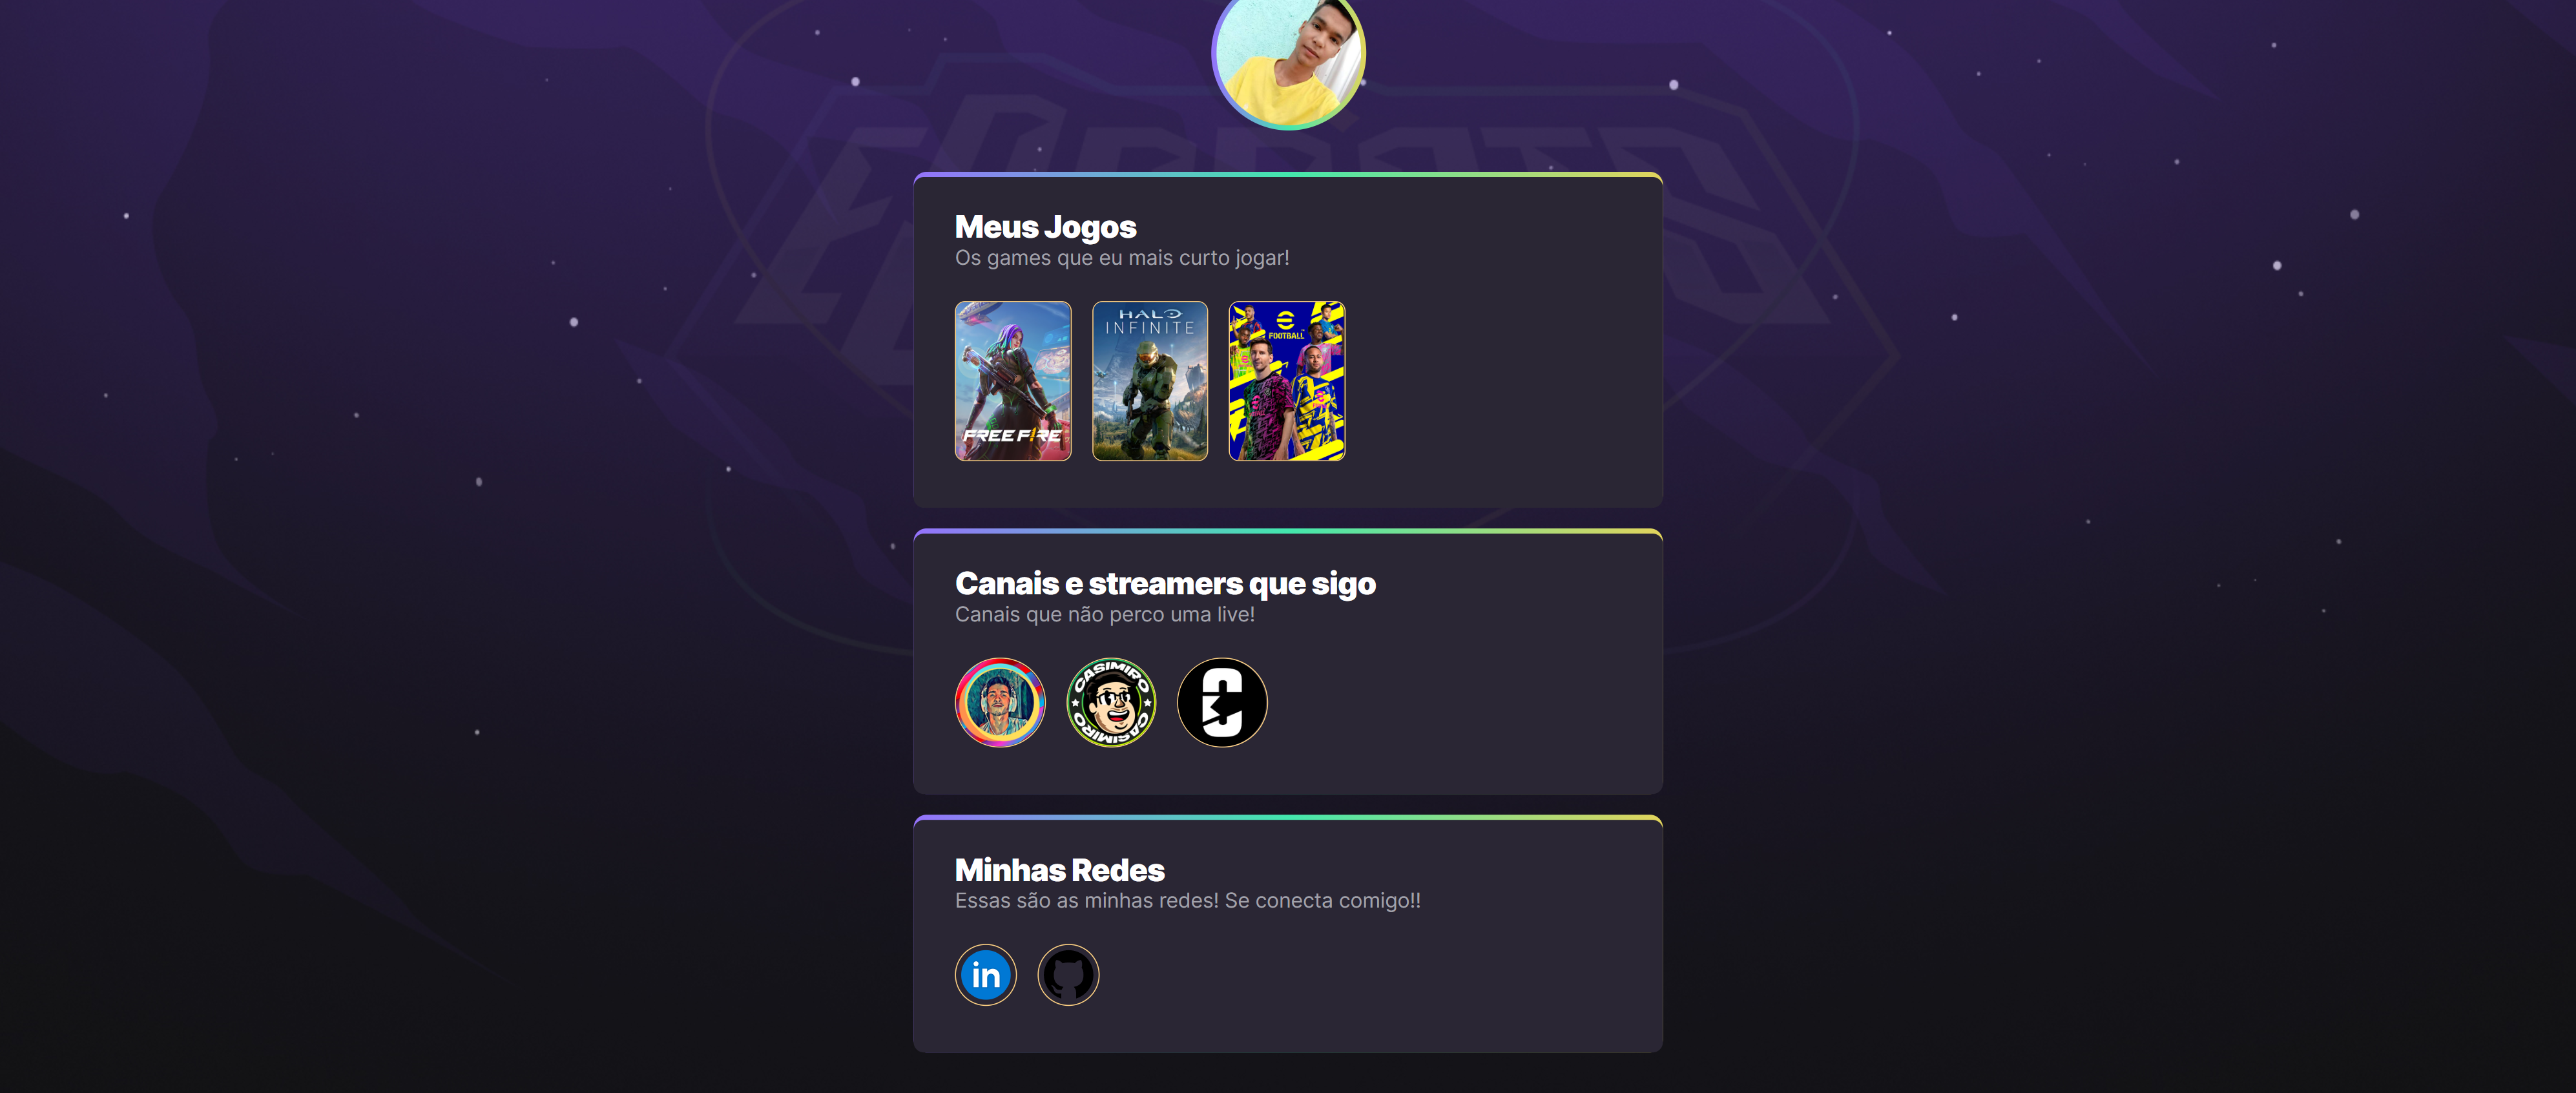 Meus Jogos
Os games que eu mais curto jogar!
FREE FIRE
HALO
INFINITE
FOOTBALL
Canais e streamers que sigo
Canais que não perco uma live!
CASIMIRO
CASIMIRO
Minhas Redes
Essas são as minhas redes! Se conecta comigo!!
in